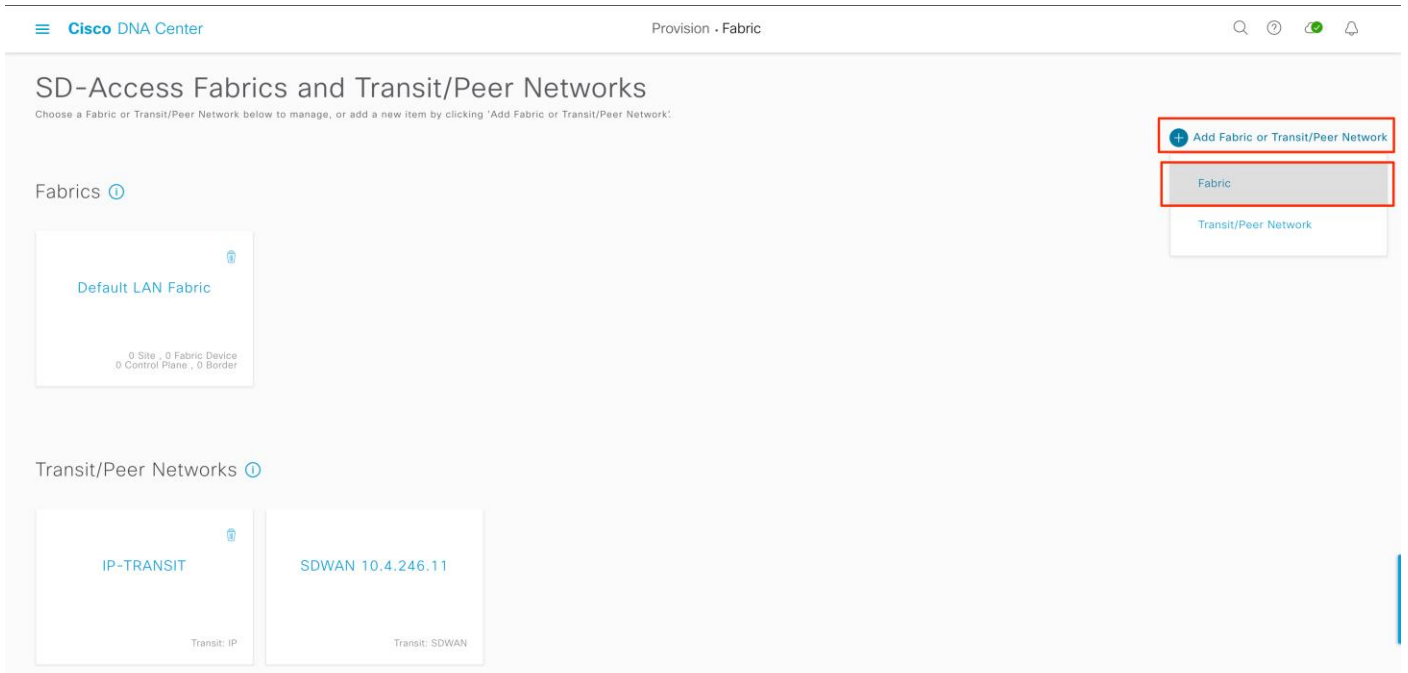 Cisco DNA Center
Provision • Fabric
SD-Access Fabrics and Transit/Peer Networks
Choose a Fabric or Transit/Peer Network below to manage, or add a new item by clicking 'Add Fabric or Transit/Peer Network'.
Add Fabric or Transit/Peer Network
Fabric
Transit/Peer Network
Fabrics
Default LAN Fabric
0 Site , 0 Fabric Device
0 Control Plane , 0 Border
Transit/Peer Networks
IP-TRANSIT
Transit: IP
SDWAN 10.4.246.11
Transit: SDWAN